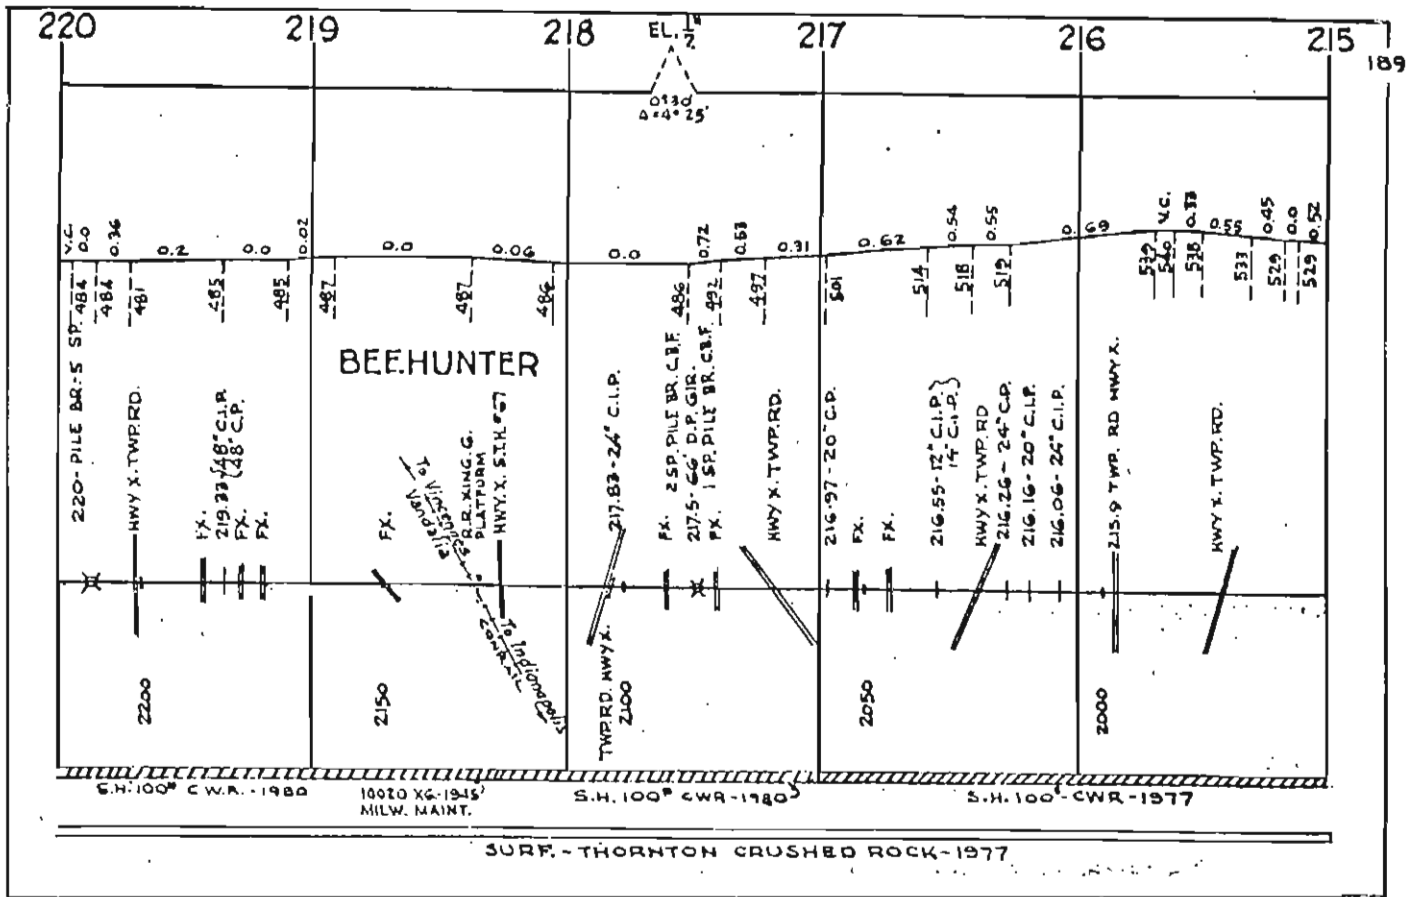 220 219 218 217 216 215
189
EL. 1/2"
0°30'
Δ=4°25'
V.C. 0.0 0.36 0.2 0.0 0.02 0.0 0.06 0.0 0.72 0.53 0.31 0.62 0.54 0.55 0.69 V.C. 0.33 0.55 0.45 0.0 0.52
484 484 481 485 485 487 487 486 486 492 497 501 514 518 519 539 540 538 533 529 529
BEEHUNTER
220- PILE BR.- 5 SP.
HWY X. TWP. RD.
FX.
219.33 {48" C.I.P.
{48" C.P.
FX.
FX.
FX.
To Vincennes
R.R. XING. G.
PLATFORM
HWY. X. S.T.H. #67
To Indianapolis
CONRAIL
217.83-24" C.I.P.
TWP. RD. HWY X.
FX.
2 SP. PILE BR. C.B.F.
217.5-66' D.P. GIR.
FX.
1 SP. PILE BR. C.B.F.
HWY X. TWP. RD.
216.97-20" C.P.
FX.
FX.
216.55-12" C.I.P.}
14" C.I.P.}
HWY X. TWP. RD
216.26-24" C.P.
216.16-20" C.I.P.
216.06-24" C.I.P.
215.9 TWP. RD HWY X.
HWY X. TWP. RD.
2200 2150 2100 2050 2000
S.H. 100# C.W.R.-1980
10020 XG-1945
MILW. MAINT.
S.H. 100# CWR-1980
S.H. 100#-CWR-1977
SURF.-THORNTON CRUSHED ROCK-1977